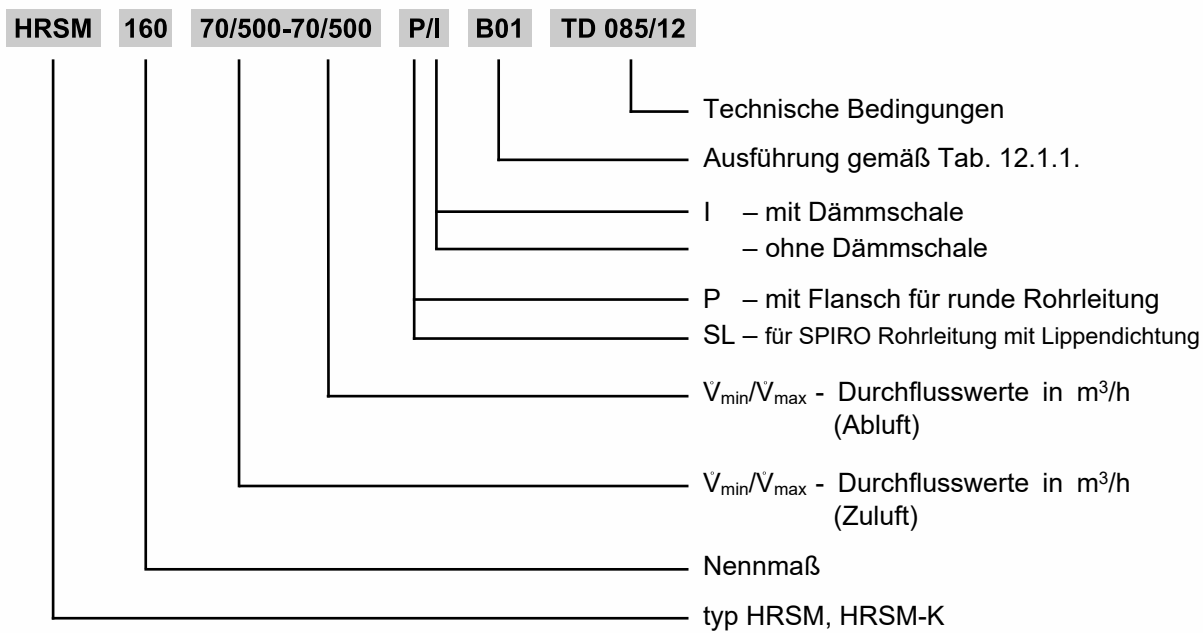 HRSM 160 70/500-70/500 P/I B01 TD 085/12
Technische Bedingungen
Ausführung gemäß Tab. 12.1.1.
I – mit Dämmschale
– ohne Dämmschale
P – mit Flansch für runde Rohrleitung
SL – für SPIRO Rohrleitung mit Lippendichtung
V̊min/V̊max - Durchflusswerte in m³/h
(Abluft)
V̊min/V̊max - Durchflusswerte in m³/h
(Zuluft)
Nennmaß
typ HRSM, HRSM-K